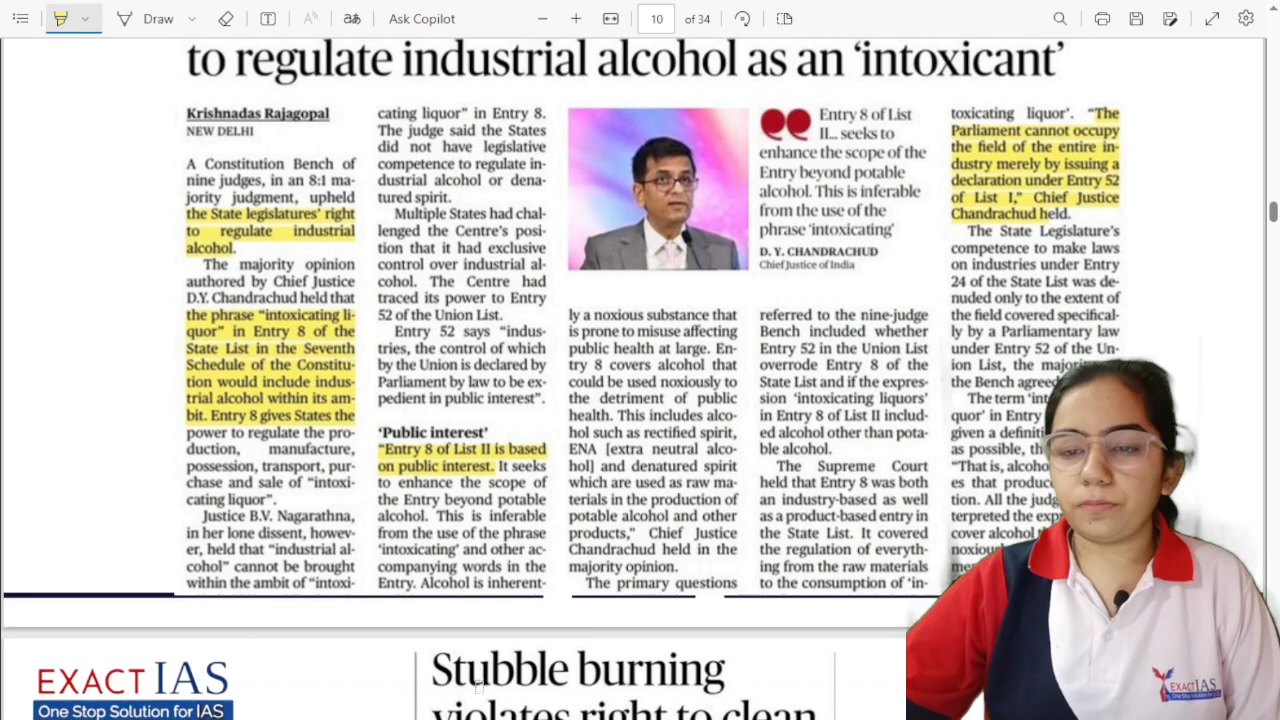 Draw
Ask Copilot
10
of 34
to regulate industrial alcohol as an ‘intoxicant’
Krishnadas Rajagopal
NEW DELHI
A Constitution Bench of
nine judges, in an 8:1 ma-
jority judgment, upheld
the State legislatures’ right
to regulate industrial
alcohol.
The majority opinion
authored by Chief Justice
D.Y. Chandrachud held that
the phrase “intoxicating li-
quor” in Entry 8 of the
State List in the Seventh
Schedule of the Constitu-
tion would include indus-
trial alcohol within its am-
bit. Entry 8 gives States the
power to regulate the pro-
duction, manufacture,
possession, transport, pur-
chase and sale of “intoxi-
cating liquor”.
Justice B.V. Nagarathna,
in her lone dissent, howev-
er, held that “industrial al-
cohol” cannot be brought
within the ambit of “intoxi-
cating liquor” in Entry 8.
The judge said the States
did not have legislative
competence to regulate in-
dustrial alcohol or dena-
tured spirit.
Multiple States had chal-
lenged the Centre’s posi-
tion that it had exclusive
control over industrial al-
cohol. The Centre had
traced its power to Entry
52 of the Union List.
Entry 52 says “indus-
tries, the control of which
by the Union is declared by
Parliament by law to be ex-
pedient in public interest”.
‘Public interest’
“Entry 8 of List II is based
on public interest. It seeks
to enhance the scope of
the Entry beyond potable
alcohol. This is inferable
from the use of the phrase
‘intoxicating’ and other ac-
companying words in the
Entry. Alcohol is inherent-
ly a noxious substance that
is prone to misuse affecting
public health at large. En-
try 8 covers alcohol that
could be used noxiously to
the detriment of public
health. This includes alco-
hol such as rectified spirit,
ENA [extra neutral alco-
hol] and denatured spirit
which are used as raw ma-
terials in the production of
potable alcohol and other
products,” Chief Justice
Chandrachud held in the
majority opinion.
The primary questions
Entry 8 of List
II... seeks to
enhance the scope of the
Entry beyond potable
alcohol. This is inferable
from the use of the
phrase ‘intoxicating’
D. Y. CHANDRACHUD
Chief Justice of India
referred to the nine-judge
Bench included whether
Entry 52 in the Union List
overrode Entry 8 of the
State List and if the expres-
sion ‘intoxicating liquors’
in Entry 8 of List II includ-
ed alcohol other than pota-
ble alcohol.
The Supreme Court
held that Entry 8 was both
an industry-based as well
as a product-based entry in
the State List. It covered
the regulation of everyth-
ing from the raw materials
to the consumption of ‘in-
toxicating liquor’. “The
Parliament cannot occupy
the field of the entire in-
dustry merely by issuing a
declaration under Entry 52
of List I,” Chief Justice
Chandrachud held.
The State Legislature’s
competence to make laws
on industries under Entry
24 of the State List was de-
nuded only to the extent of
the field covered specifical-
ly by a Parliamentary law
under Entry 52 of the Un-
ion List, the
the Bench agreed
The term
quor’ in Entry
given a
as possible,
“That is,
es that
tion. All the
terpreted the
cover alcohol
EXACT IAS
One Stop Solution for IAS
Stubble burning
violates right to clean
EXACT IAS